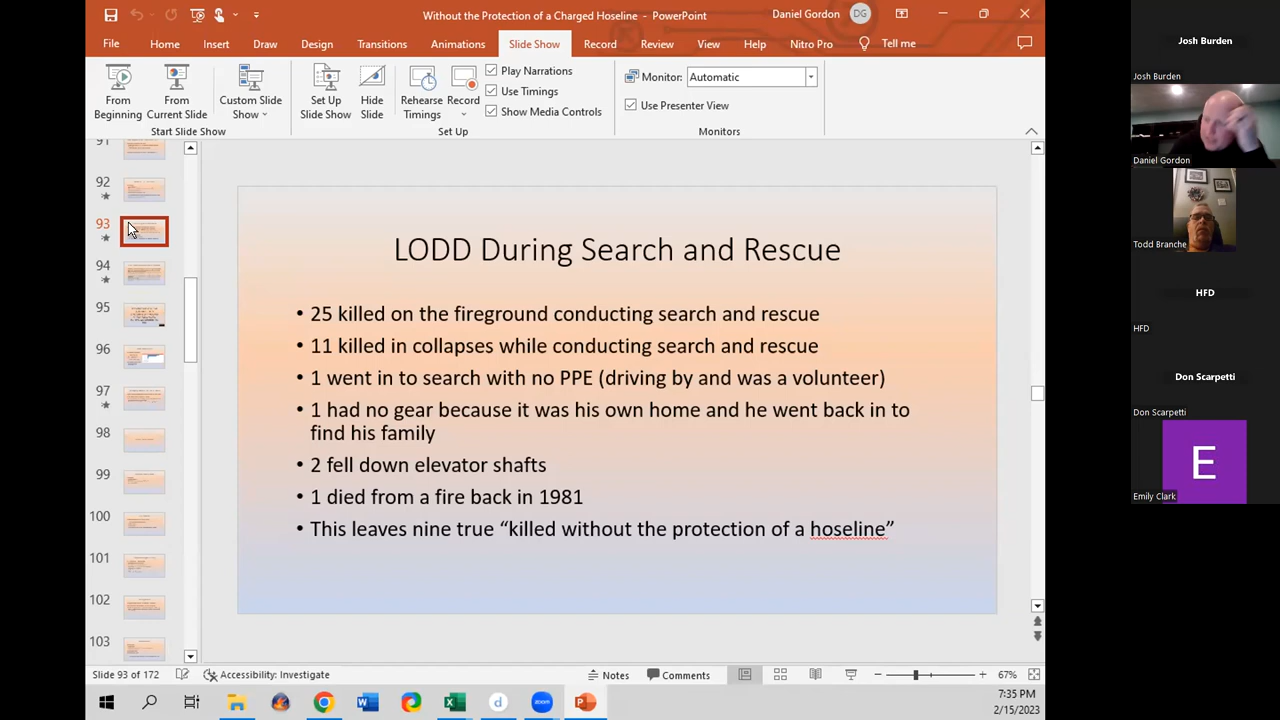 Without the Protection of a Charged Hoseline - PowerPoint
Daniel Gordon
DG
File
Home
Insert
Draw
Design
Transitions
Animations
Slide Show
Record
Review
View
Help
Nitro Pro
Tell me
From
Beginning
From
Current Slide
Custom Slide
Show
Start Slide Show
Set Up
Slide Show
Hide
Slide
Rehearse
Timings
Record
Play Narrations
Use Timings
Show Media Controls
Set Up
Monitor:
Automatic
Use Presenter View
Monitors
91
92
93
94
95
96
97
98
99
100
101
102
103
LODD During Search and Rescue
• 25 killed on the fireground conducting search and rescue
• 11 killed in collapses while conducting search and rescue
• 1 went in to search with no PPE (driving by and was a volunteer)
• 1 had no gear because it was his own home and he went back in to
find his family
• 2 fell down elevator shafts
• 1 died from a fire back in 1981
• This leaves nine true “killed without the protection of a hoseline”
Slide 93 of 172
Accessibility: Investigate
Notes
Comments
67%
7:35 PM
2/15/2023
Josh Burden
Josh Burden
Daniel Gordon
Todd Branche
HFD
HFD
Don Scarpetti
Don Scarpetti
E
Emily Clark